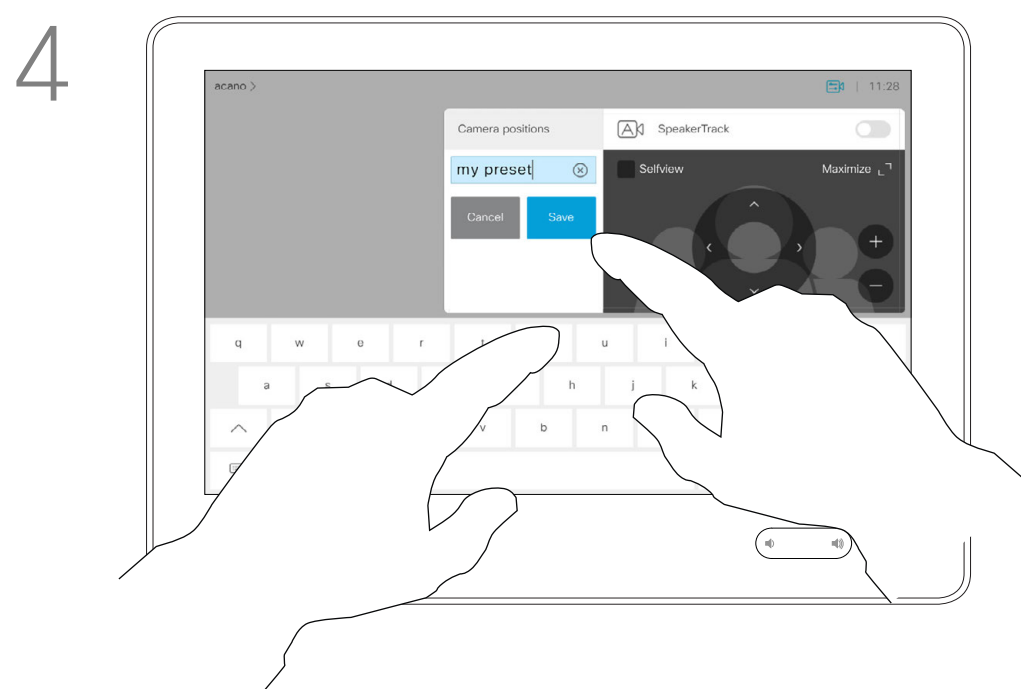 4
acano > 11:28
Camera positions
SpeakerTrack
my preset
Selfview
Maximize
Cancel
Save
q w e r t u i
a s h j k
v b n